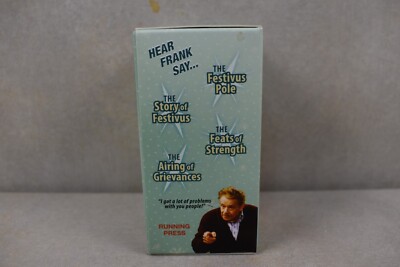 HEAR
FRANK
SAY...
THE
Festivus
Pole
THE
Story of
Festivus
THE
Feats of
Strength
THE
Airing of
Grievances
"I got a lot of problems
with you people!"
RUNNING
PRESS